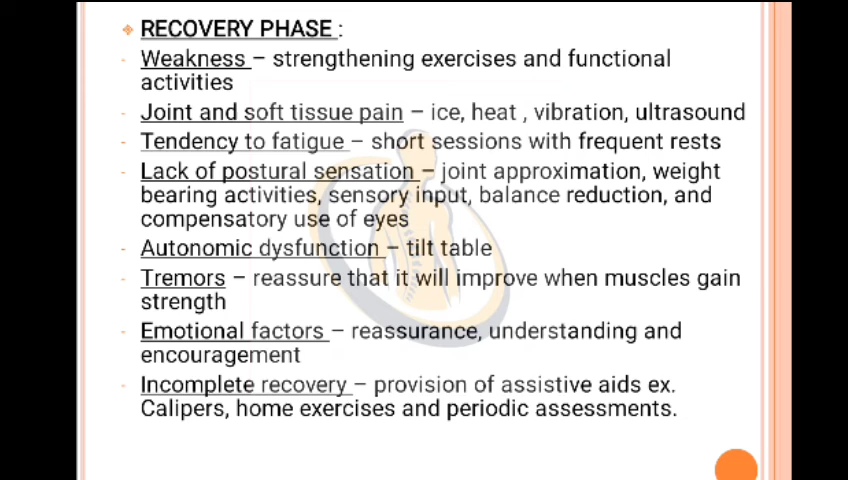 ❖ RECOVERY PHASE :
- Weakness – strengthening exercises and functional
activities
- Joint and soft tissue pain – ice, heat , vibration, ultrasound
- Tendency to fatigue – short sessions with frequent rests
- Lack of postural sensation – joint approximation, weight
bearing activities, sensory input, balance reduction, and
compensatory use of eyes
- Autonomic dysfunction – tilt table
- Tremors – reassure that it will improve when muscles gain
strength
- Emotional factors – reassurance, understanding and
encouragement
- Incomplete recovery – provision of assistive aids ex.
Calipers, home exercises and periodic assessments.